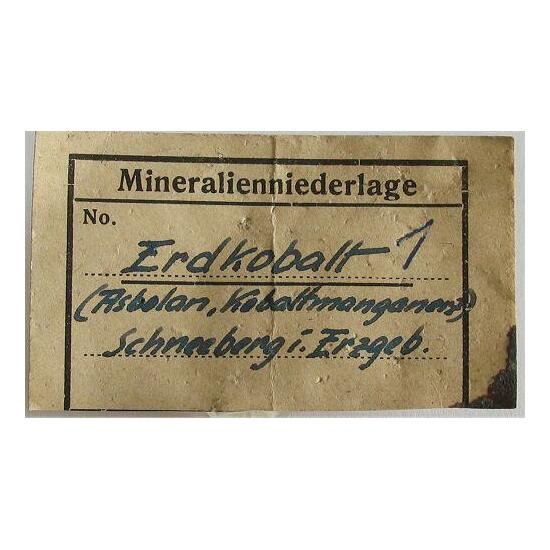 Mineralienniederlage
No.
Erdkobalt 1
(Asbolan, Kobaltmanganerz)
Schneeberg i. Erzgeb.